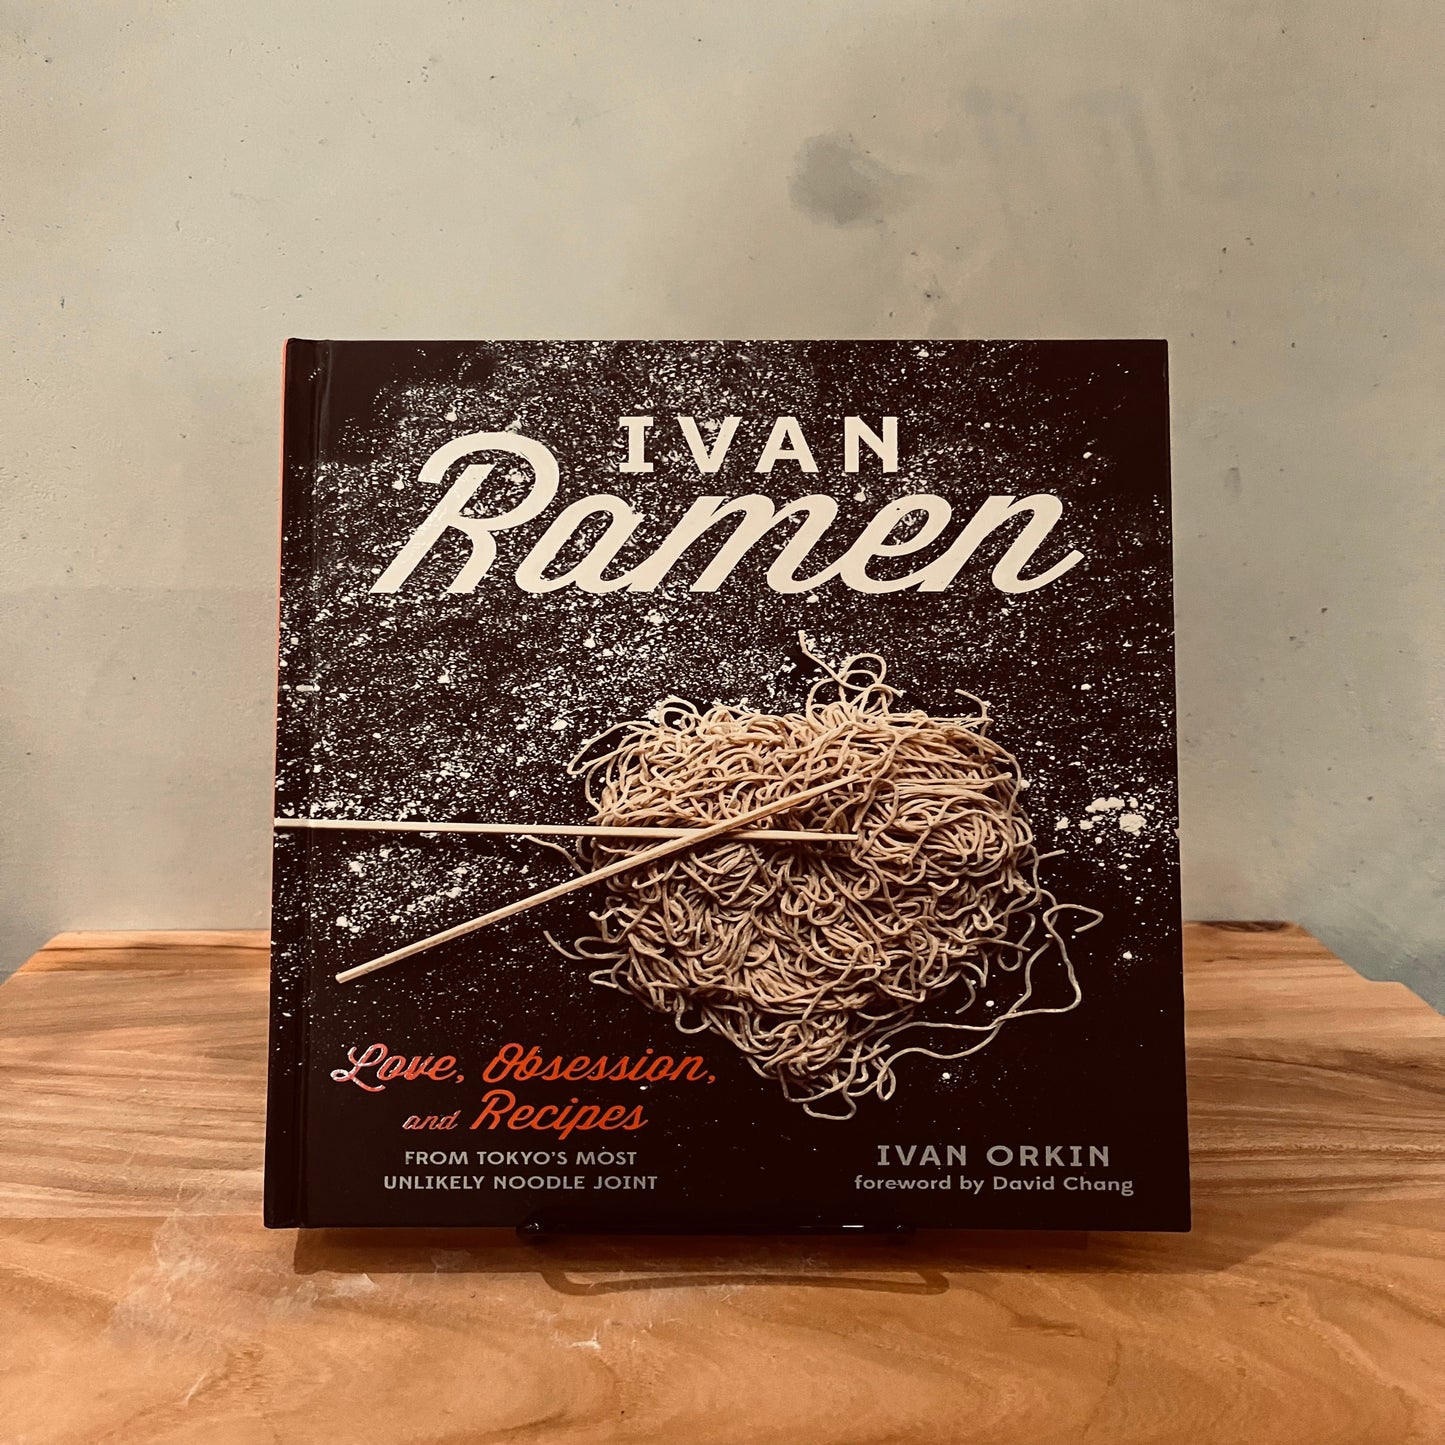 IVAN
Ramen
Love, Obsession,
and Recipes
FROM TOKYO'S MOST
UNLIKELY NOODLE JOINT
IVAN ORKIN
foreword by David Chang